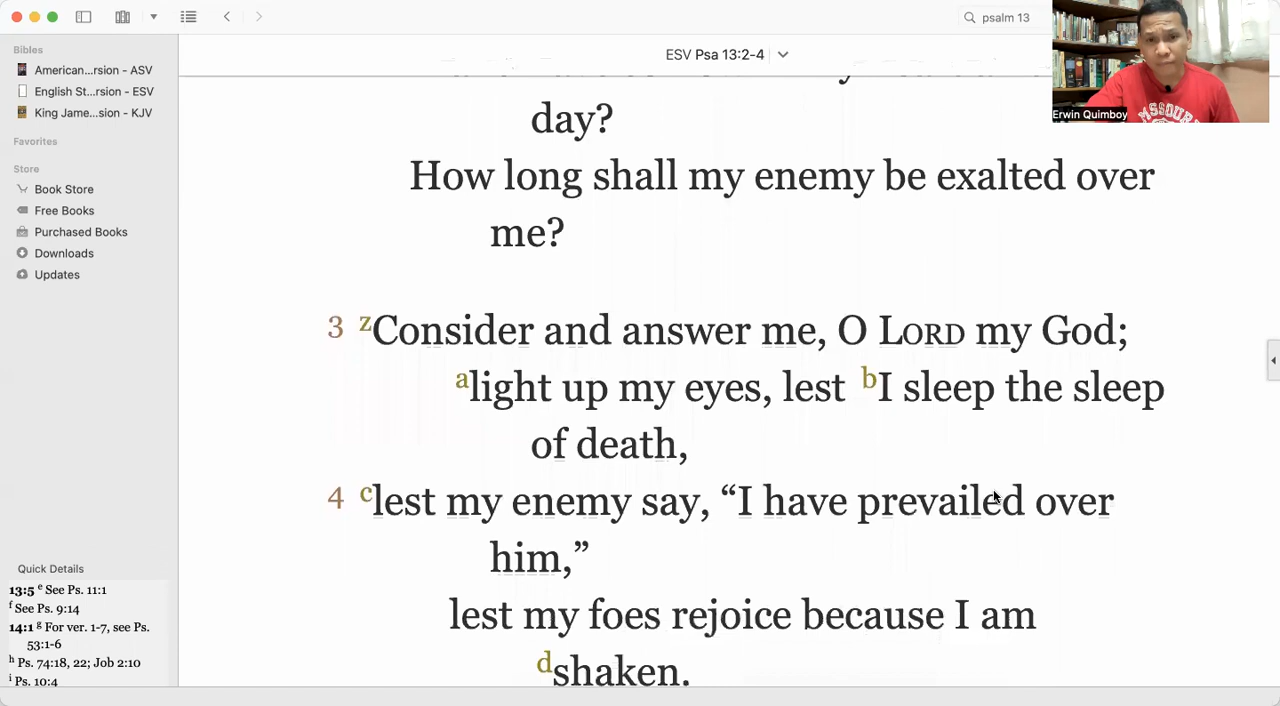 psalm 13
Bibles
American...rsion - ASV
English St...rsion - ESV
King Jame...sion - KJV
Favorites
Store
Book Store
Free Books
Purchased Books
Downloads
Updates
Quick Details
13:5 e See Ps. 11:1
f See Ps. 9:14
14:1 g For ver. 1-7, see Ps.
53:1-6
h Ps. 74:18, 22; Job 2:10
i Ps. 10:4
ESV Psa 13:2-4
day?
How long shall my enemy be exalted over
me?
3 zConsider and answer me, O LORD my God;
alight up my eyes, lest bI sleep the sleep
of death,
4 clest my enemy say, “I have prevailed over
him,”
lest my foes rejoice because I am
dshaken.
Erwin Quimboy
MISSOURI